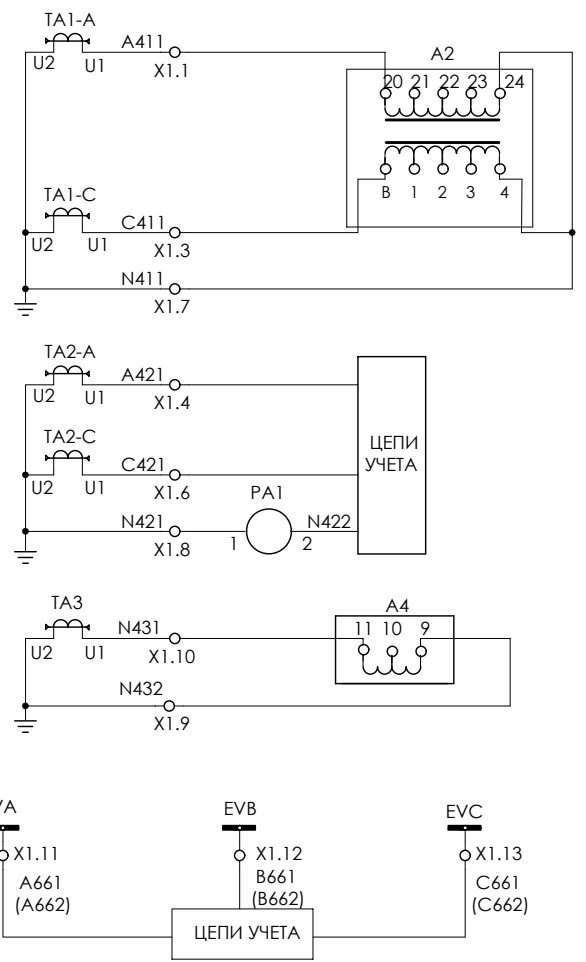 TA1-A
A411
U2 U1
X1.1
A2
20 21 22 23 24
B 1 2 3 4
TA1-C
C411
U2 U1
X1.3
N411
X1.7
TA2-A
A421
U2 U1
X1.4
TA2-C
C421
U2 U1
X1.6
ЦЕПИ
УЧЕТА
PA1
N421
N422
1 2
X1.8
TA3
N431
U2 U1
X1.10
A4
11 10 9
N432
X1.9
VA
EVB
EVC
X1.11
X1.12
X1.13
A661
(A662)
B661
(B662)
C661
(C662)
ЦЕПИ УЧЕТА